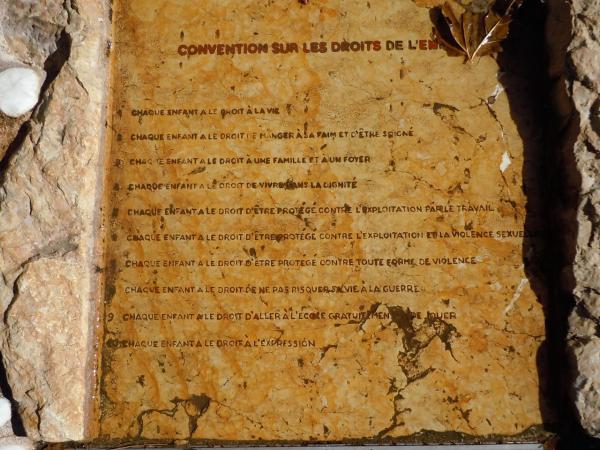 CONVENTION SUR LES DROITS DE L'EN
CHAQUE ENFANT A LE DROIT À LA VIE
CHAQUE ENFANT A LE DROIT DE MANGER À SA FAIM ET D'ÊTRE SOIGNÉ
CHAQUE ENFANT A LE DROIT À UNE FAMILLE ET À UN FOYER
CHAQUE ENFANT A LE DROIT DE VIVRE DANS LA DIGNITÉ
CHAQUE ENFANT A LE DROIT D'ÊTRE PROTÉGÉ CONTRE L'EXPLOITATION PAR LE TRAVAIL
CHAQUE ENFANT A LE DROIT D'ÊTRE PROTÉGÉ CONTRE L'EXPLOITATION ET LA VIOLENCE SEXUEL
CHAQUE ENFANT A LE DROIT D'ÊTRE PROTÉGÉ CONTRE TOUTE FORME DE VIOLENCE
CHAQUE ENFANT A LE DROIT DE NE PAS RISQUER SA VIE À LA GUERRE
9 CHAQUE ENFANT A LE DROIT D'ALLER À L'ÉCOLE GRATUITEMENT DE JOUER
CHAQUE ENFANT A LE DROIT À L'EXPRESSION